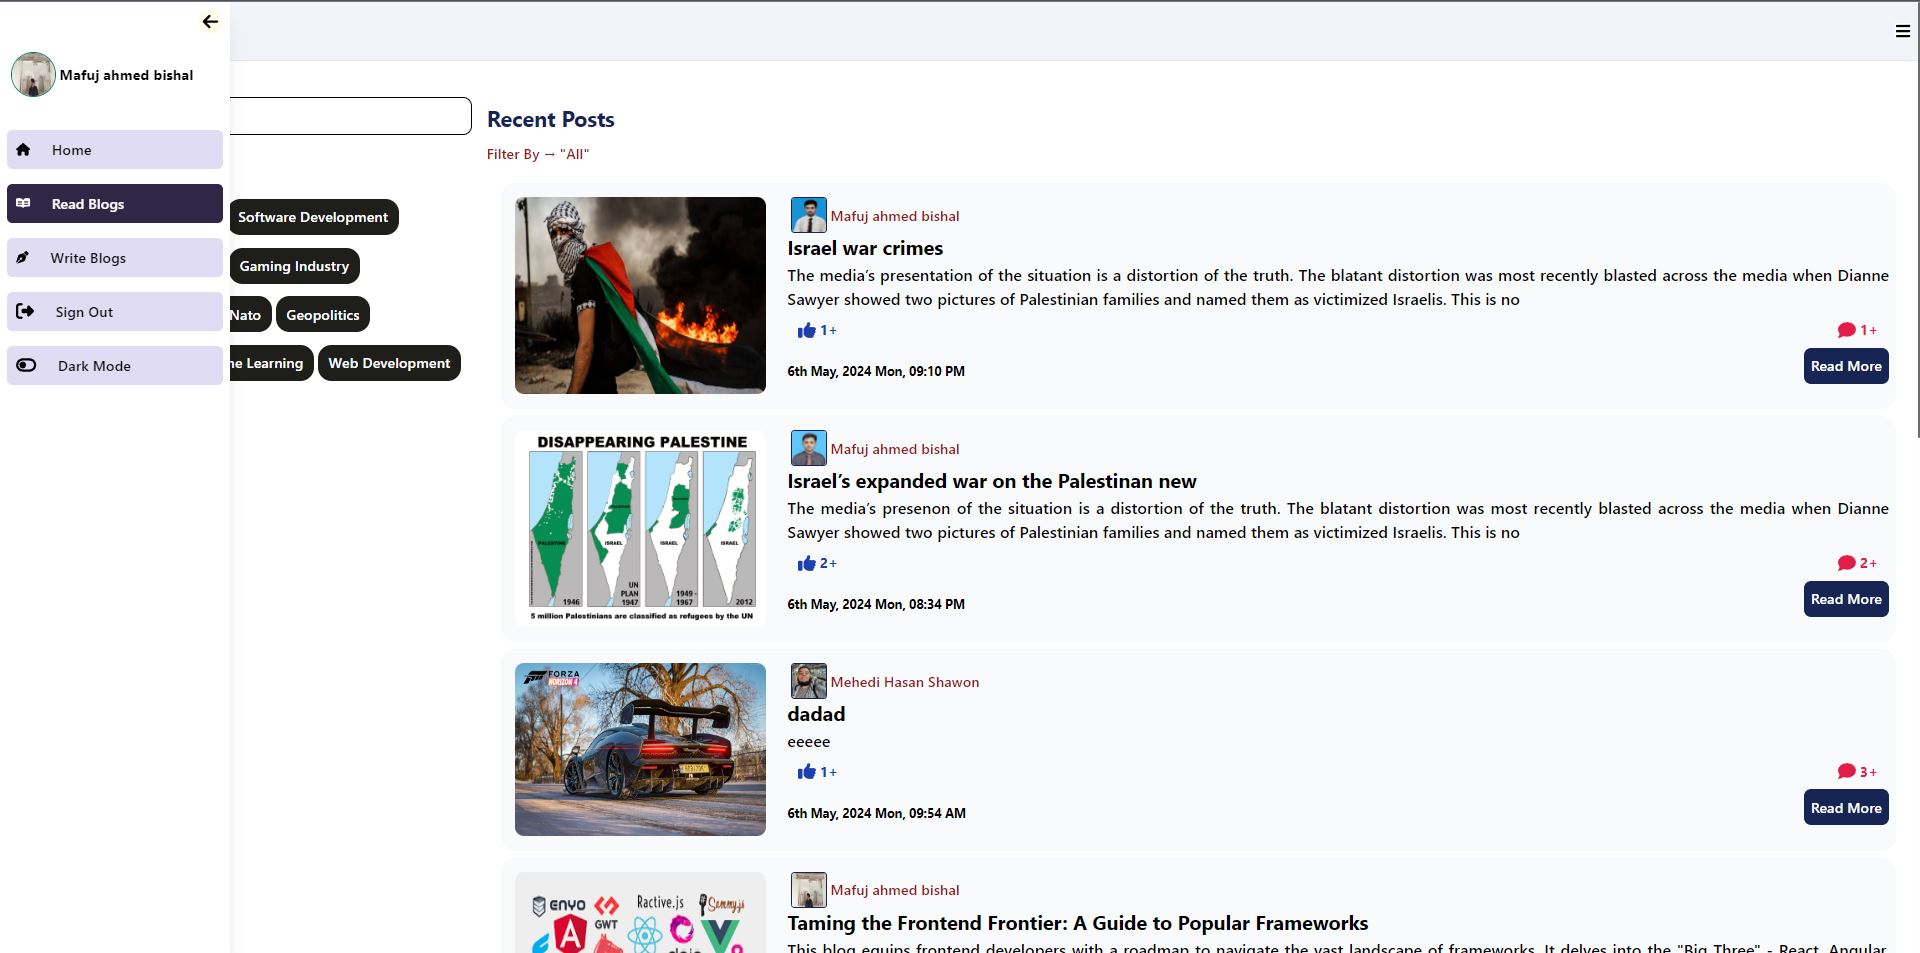 Mafuj ahmed bishal
Home
Read Blogs
Write Blogs
Sign Out
Dark Mode
Software Development
Gaming Industry
Nato
Geopolitics
Learning
Web Development
Recent Posts
Filter By → "All"
Mafuj ahmed bishal
Israel war crimes
The media’s presentation of the situation is a distortion of the truth. The blatant distortion was most recently blasted across the media when Dianne
Sawyer showed two pictures of Palestinian families and named them as victimized Israelis. This is no
1+
1+
6th May, 2024 Mon, 09:10 PM
Read More
DISAPPEARING PALESTINE
PALESTINE
PALESTINE
ISRAEL
ISRAEL
ISRAEL
1946
UN PLAN 1947
1949 - 1967
2012
5 million Palestinians are classified as refugees by the UN
Mafuj ahmed bishal
Israel’s expanded war on the Palestinan new
The media’s presenon of the situation is a distortion of the truth. The blatant distortion was most recently blasted across the media when Dianne
Sawyer showed two pictures of Palestinian families and named them as victimized Israelis. This is no
2+
2+
6th May, 2024 Mon, 08:34 PM
Read More
FORZA
HORIZON 4
Mehedi Hasan Shawon
dadad
eeeee
1+
3+
6th May, 2024 Mon, 09:54 AM
Read More
ENYO
GWT
Ractive.js
Sammy.js
dojo
Mafuj ahmed bishal
Taming the Frontend Frontier: A Guide to Popular Frameworks
This blog equips frontend developers with a roadmap to navigate the vast landscape of frameworks. It delves into the "Big Three" - React, Angular,